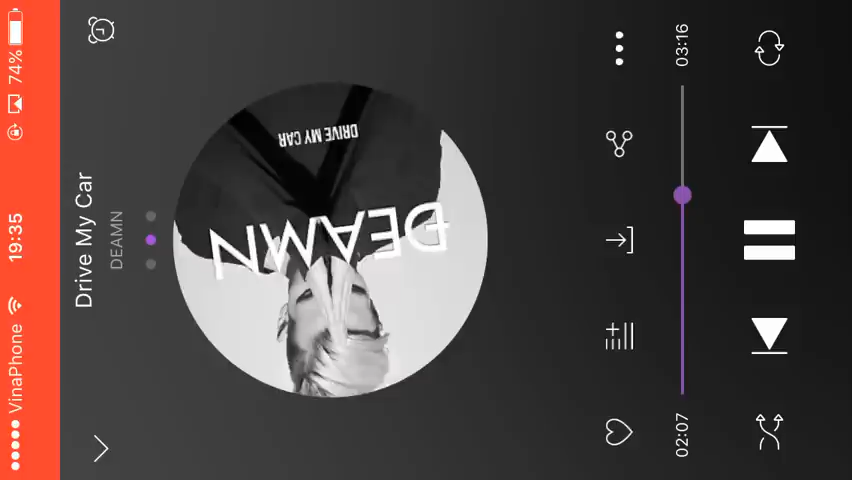 VinaPhone 19:35 74%
Drive My Car
DEAMN
DRIVE MY CAR
DEAMN
02:07 03:16